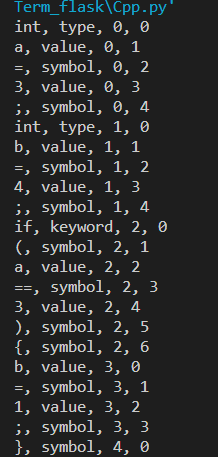 Term_flask\Cpp.py'
int, type, 0, 0
a, value, 0, 1
=, symbol, 0, 2
3, value, 0, 3
;, symbol, 0, 4
int, type, 1, 0
b, value, 1, 1
=, symbol, 1, 2
4, value, 1, 3
;, symbol, 1, 4
if, keyword, 2, 0
(, symbol, 2, 1
a, value, 2, 2
==, symbol, 2, 3
3, value, 2, 4
), symbol, 2, 5
{, symbol, 2, 6
b, value, 3, 0
=, symbol, 3, 1
1, value, 3, 2
;, symbol, 3, 3
}, symbol, 4, 0